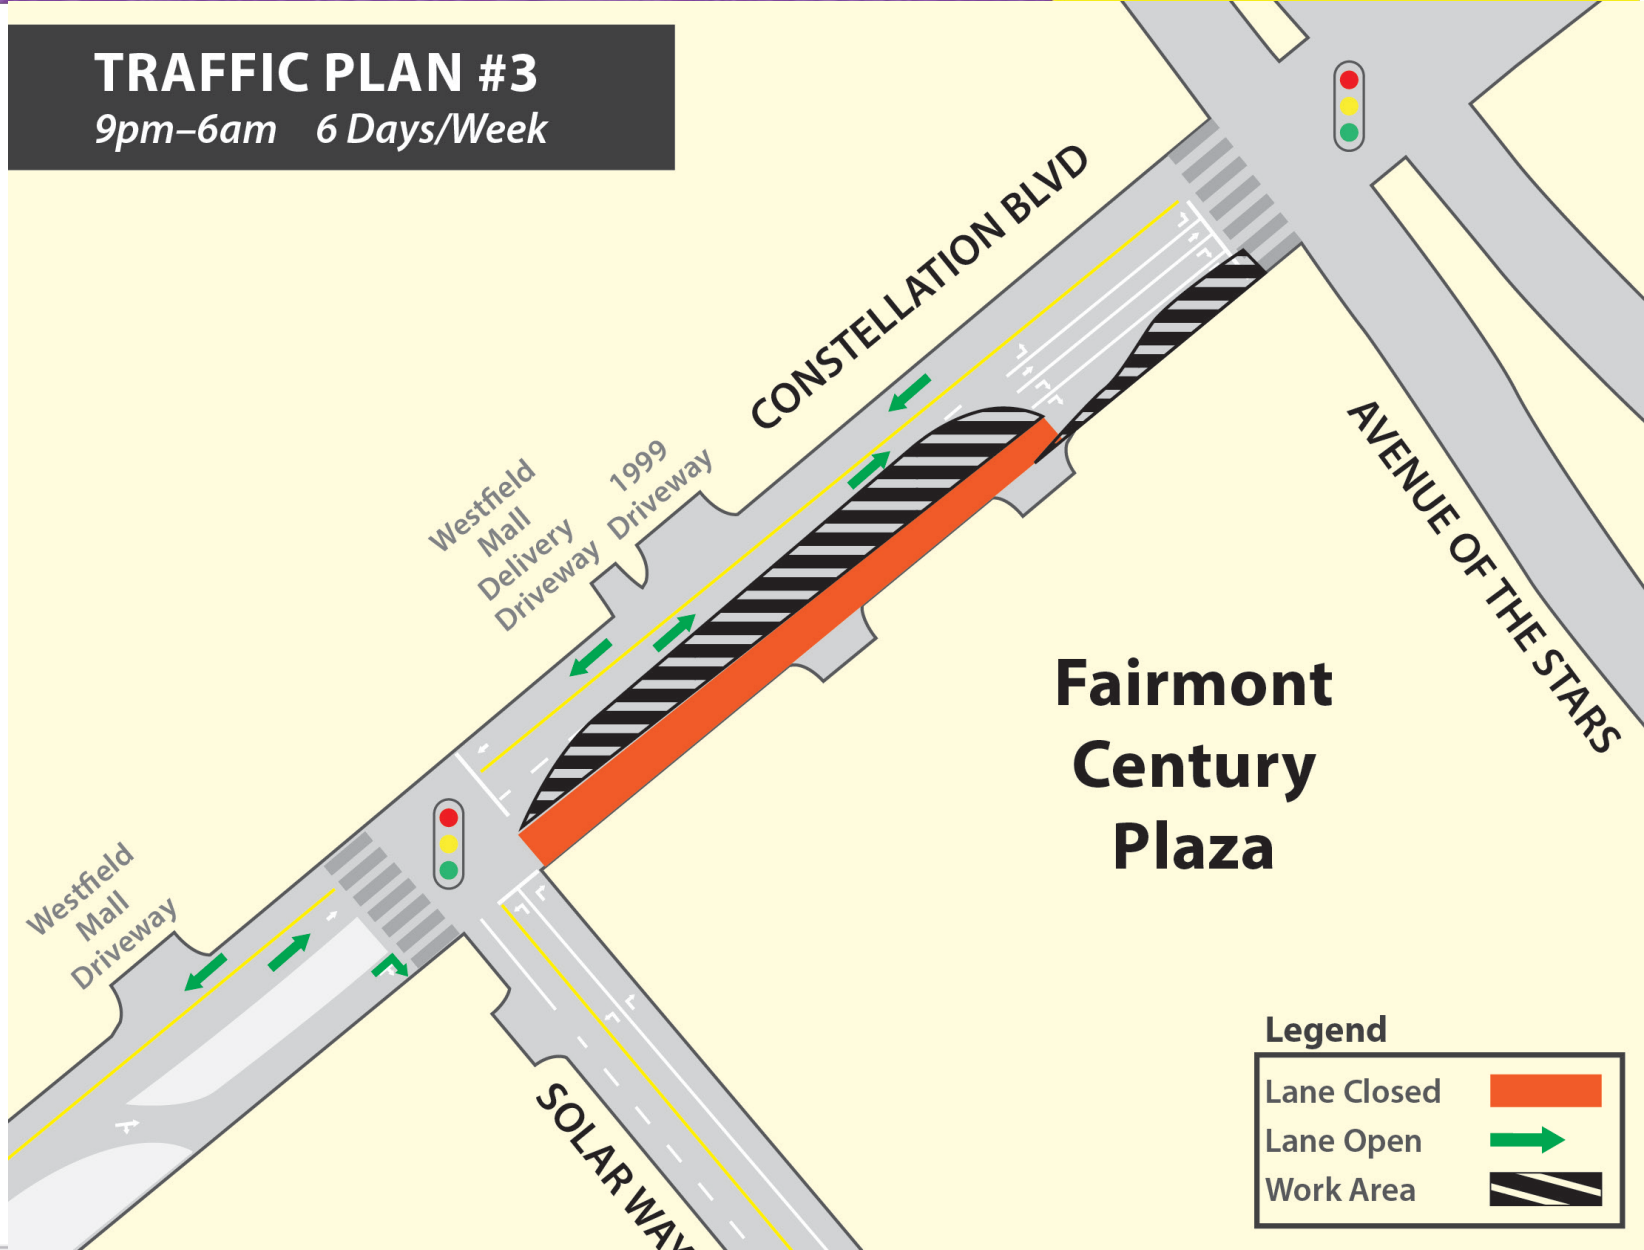 TRAFFIC PLAN #3
9pm–6am 6 Days/Week
CONSTELLATION BLVD
1999
Driveway
Westfield
Mall
Delivery
Driveway
AVENUE OF THE STARS
Fairmont
Century
Plaza
Westfield
Mall
Driveway
SOLAR WAY
Legend
Lane Closed
Lane Open
Work Area